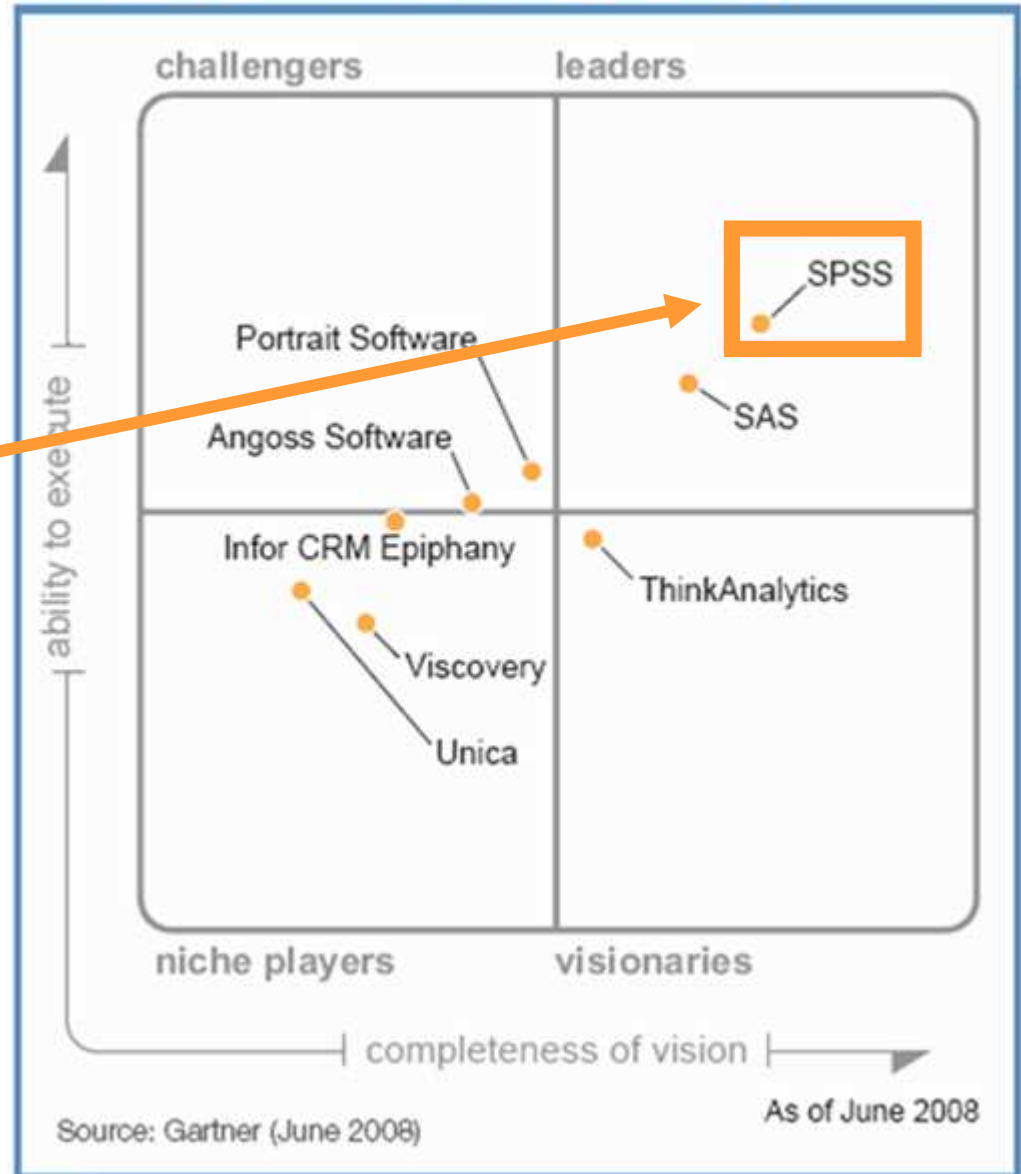 challengers
leaders
SPSS
Portrait Software
SAS
Angoss Software
Infor CRM Epiphany
ThinkAnalytics
Viscovery
Unica
ability to execute
niche players
visionaries
completeness of vision
As of June 2008
Source: Gartner (June 2008)